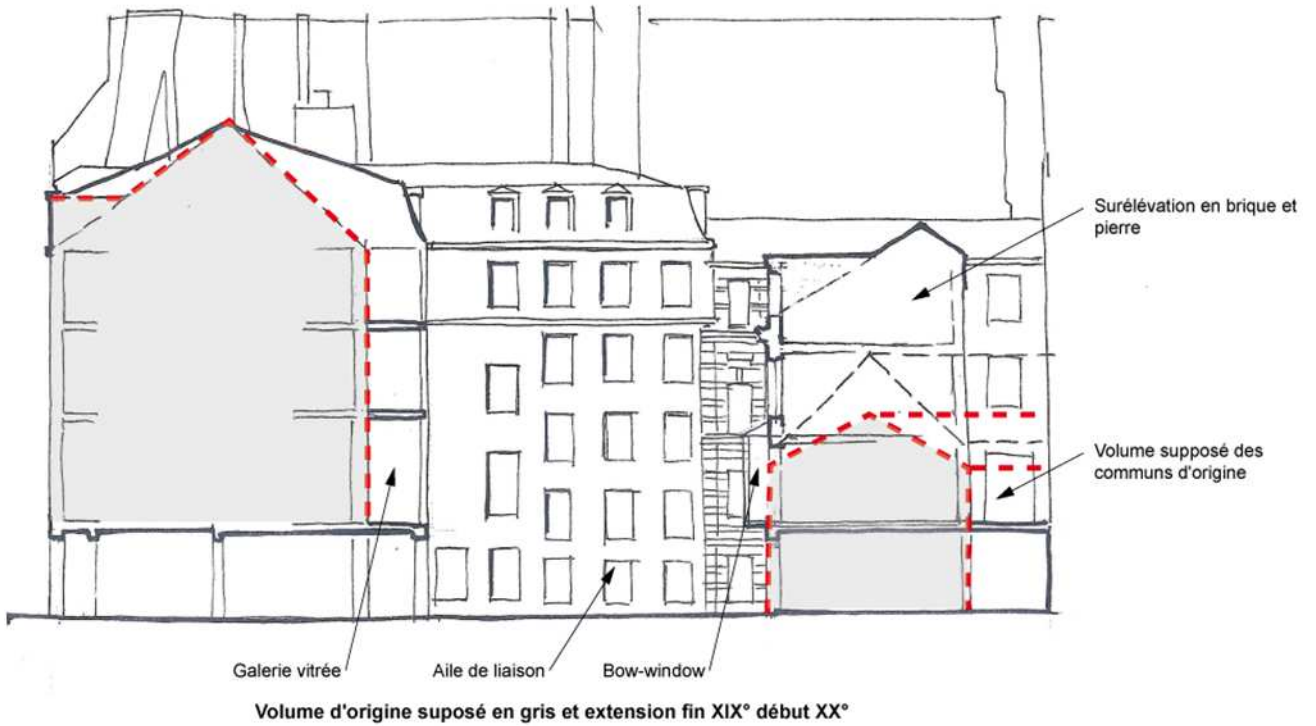 Surélévation en brique et
pierre
Volume supposé des
communs d'origine
Galerie vitrée
Aile de liaison
Bow-window
Volume d'origine suposé en gris et extension fin XIX° début XX°